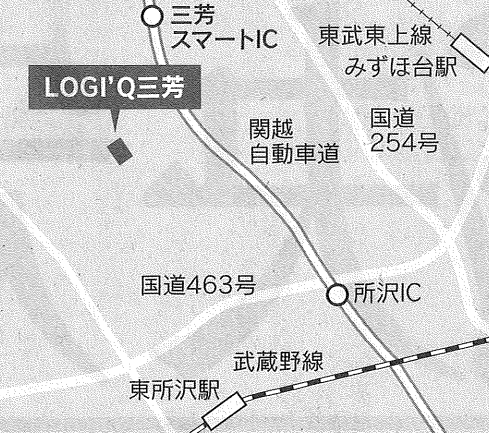 三芳
スマートIC
東武東上線
みずほ台駅
LOGI'Q三芳
国道
254号
関越
自動車道
国道463号
所沢IC
武蔵野線
東所沢駅